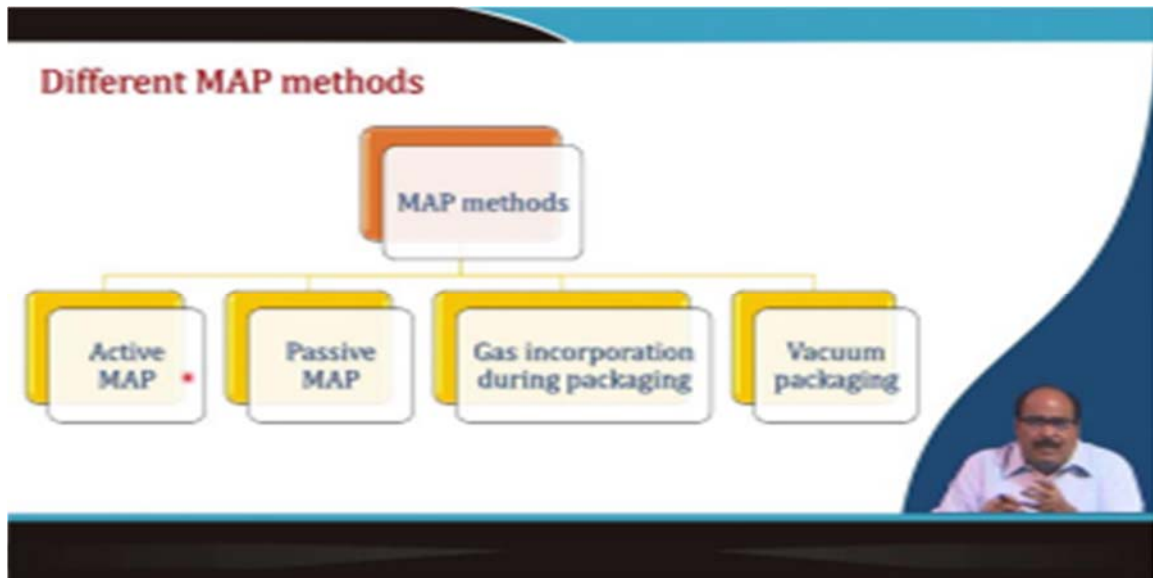 Different MAP methods
MAP methods
Active
MAP
Passive
MAP
Gas incorporation
during packaging
Vacuum
packaging